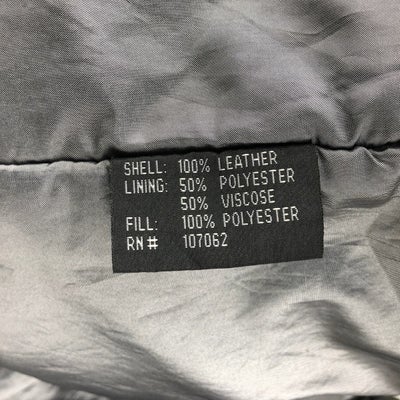 SHELL: 100% LEATHER
LINING: 50% POLYESTER
50% VISCOSE
FILL: 100% POLYESTER
RN# 107062